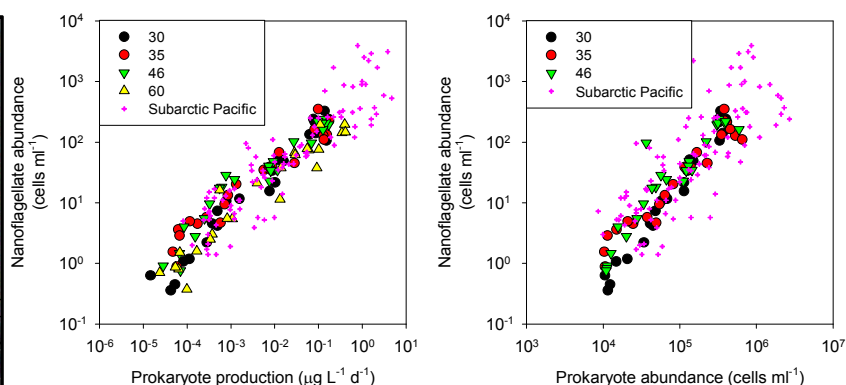 30
35
46
60
Subarctic Pacific
Nanoflagellate abundance
(cells ml⁻¹)
10⁴
10³
10²
10¹
10⁰
10⁻¹
10⁻⁶ 10⁻⁵ 10⁻⁴ 10⁻³ 10⁻² 10⁻¹ 10⁰ 10¹
Prokaryote production (μg L⁻¹ d⁻¹)
30
35
46
Subarctic Pacific
Nanoflagellate abundance
(cells ml⁻¹)
10⁴
10³
10²
10¹
10⁰
10⁻¹
10³ 10⁴ 10⁵ 10⁶ 10⁷
Prokaryote abundance (cells ml⁻¹)